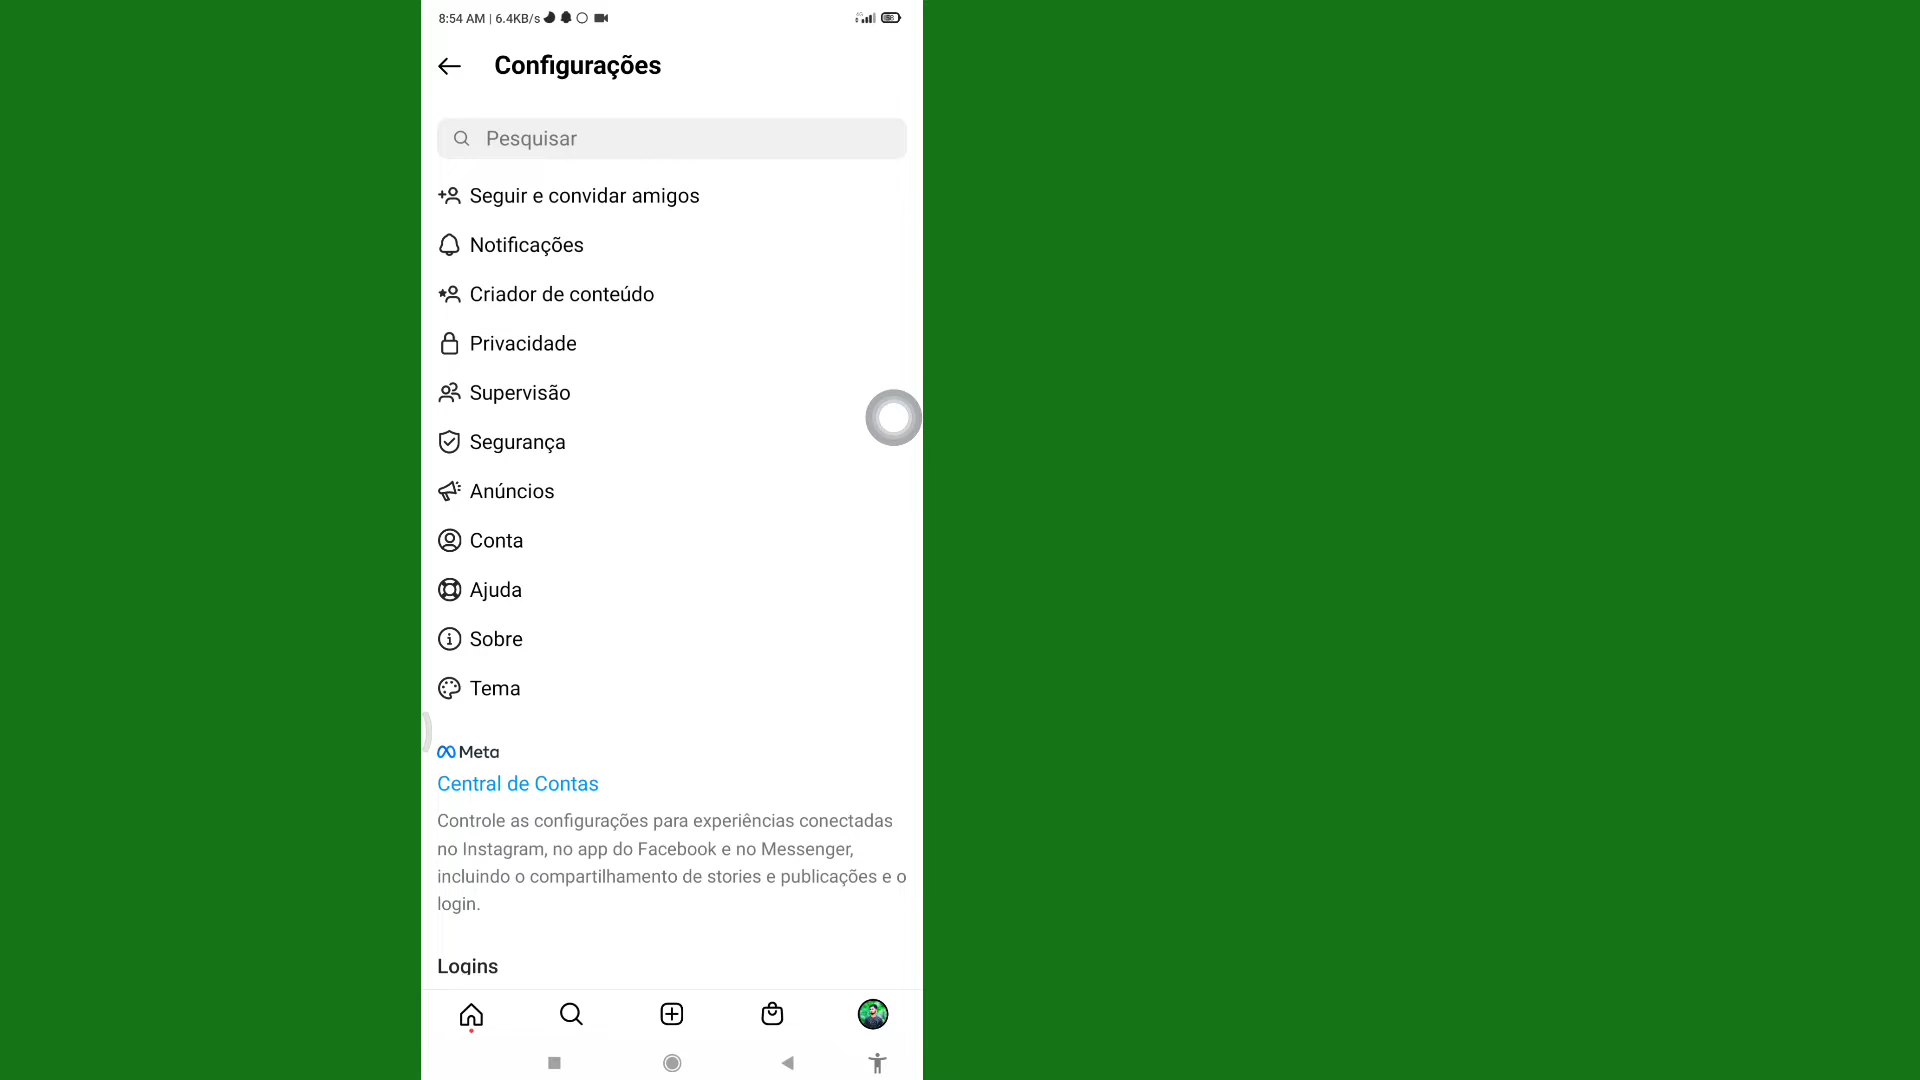 8:54 AM | 6.4KB/s
Configurações
Pesquisar
Seguir e convidar amigos
Notificações
Criador de conteúdo
Privacidade
Supervisão
Segurança
Anúncios
Conta
Ajuda
Sobre
Tema
Meta
Central de Contas
Controle as configurações para experiências conectadas
no Instagram, no app do Facebook e no Messenger,
incluindo o compartilhamento de stories e publicações e o
login.
Logins